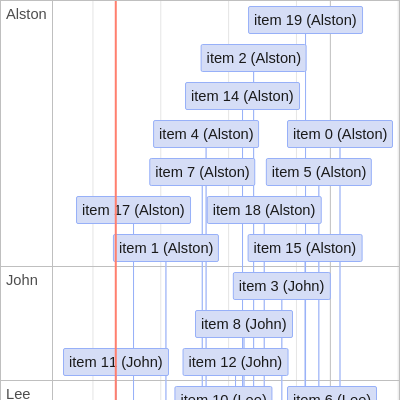 Alston
item 19 (Alston)
item 2 (Alston)
item 14 (Alston)
item 4 (Alston)
item 0 (Alston)
item 7 (Alston)
item 5 (Alston)
item 17 (Alston)
item 18 (Alston)
item 1 (Alston)
item 15 (Alston)
John
item 3 (John)
item 8 (John)
item 11 (John)
item 12 (John)
Lee
item 10 (Lee)
item 6 (Lee)